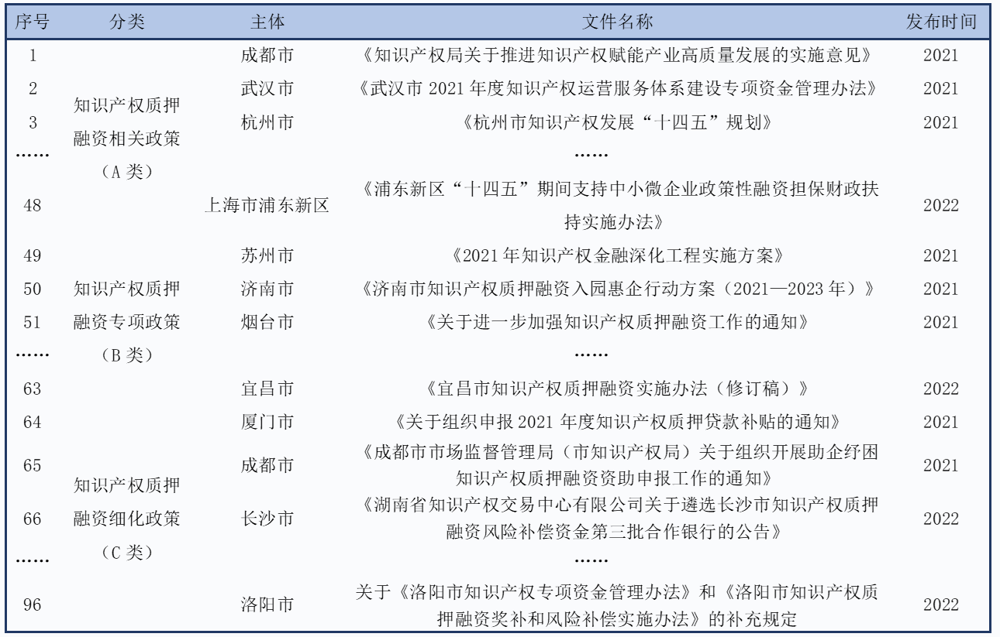 序号 分类 主体 文件名称 发布时间
1 成都市 《知识产权局关于推进知识产权赋能产业高质量发展的实施意见》 2021
2 武汉市 《武汉市 2021 年度知识产权运营服务体系建设专项资金管理办法》 2021
知识产权质押
3 杭州市 《杭州市知识产权发展“十四五”规划》 2021
融资相关政策
…… ……
（A 类）
《浦东新区“十四五”期间支持中小微企业政策性融资担保财政扶
48 上海市浦东新区 2022
持实施办法》
49 苏州市 《2021 年知识产权金融深化工程实施方案》 2021
50 知识产权质押 济南市 《济南市知识产权质押融资入园惠企行动方案（2021—2023 年）》 2021
51 融资专项政策 烟台市 《关于进一步加强知识产权质押融资工作的通知》 2021
…… （B 类） ……
63 宜昌市 《宜昌市知识产权质押融资实施办法（修订稿）》 2022
64 厦门市 《关于组织申报 2021 年度知识产权质押贷款补贴的通知》 2021
《成都市市场监督管理局（市知识产权局）关于组织开展助企纾困
65 成都市 2021
知识产权质押融资资助申报工作的通知》
知识产权质押
《湖南省知识产权交易中心有限公司关于遴选长沙市知识产权质押
66 融资细化政策 长沙市 2022
融资风险补偿资金第三批合作银行的公告》
（C 类）
…… ……
关于《洛阳市知识产权专项资金管理办法》和《洛阳市知识产权质
96 洛阳市 2022
押融资奖补和风险补偿实施办法》的补充规定